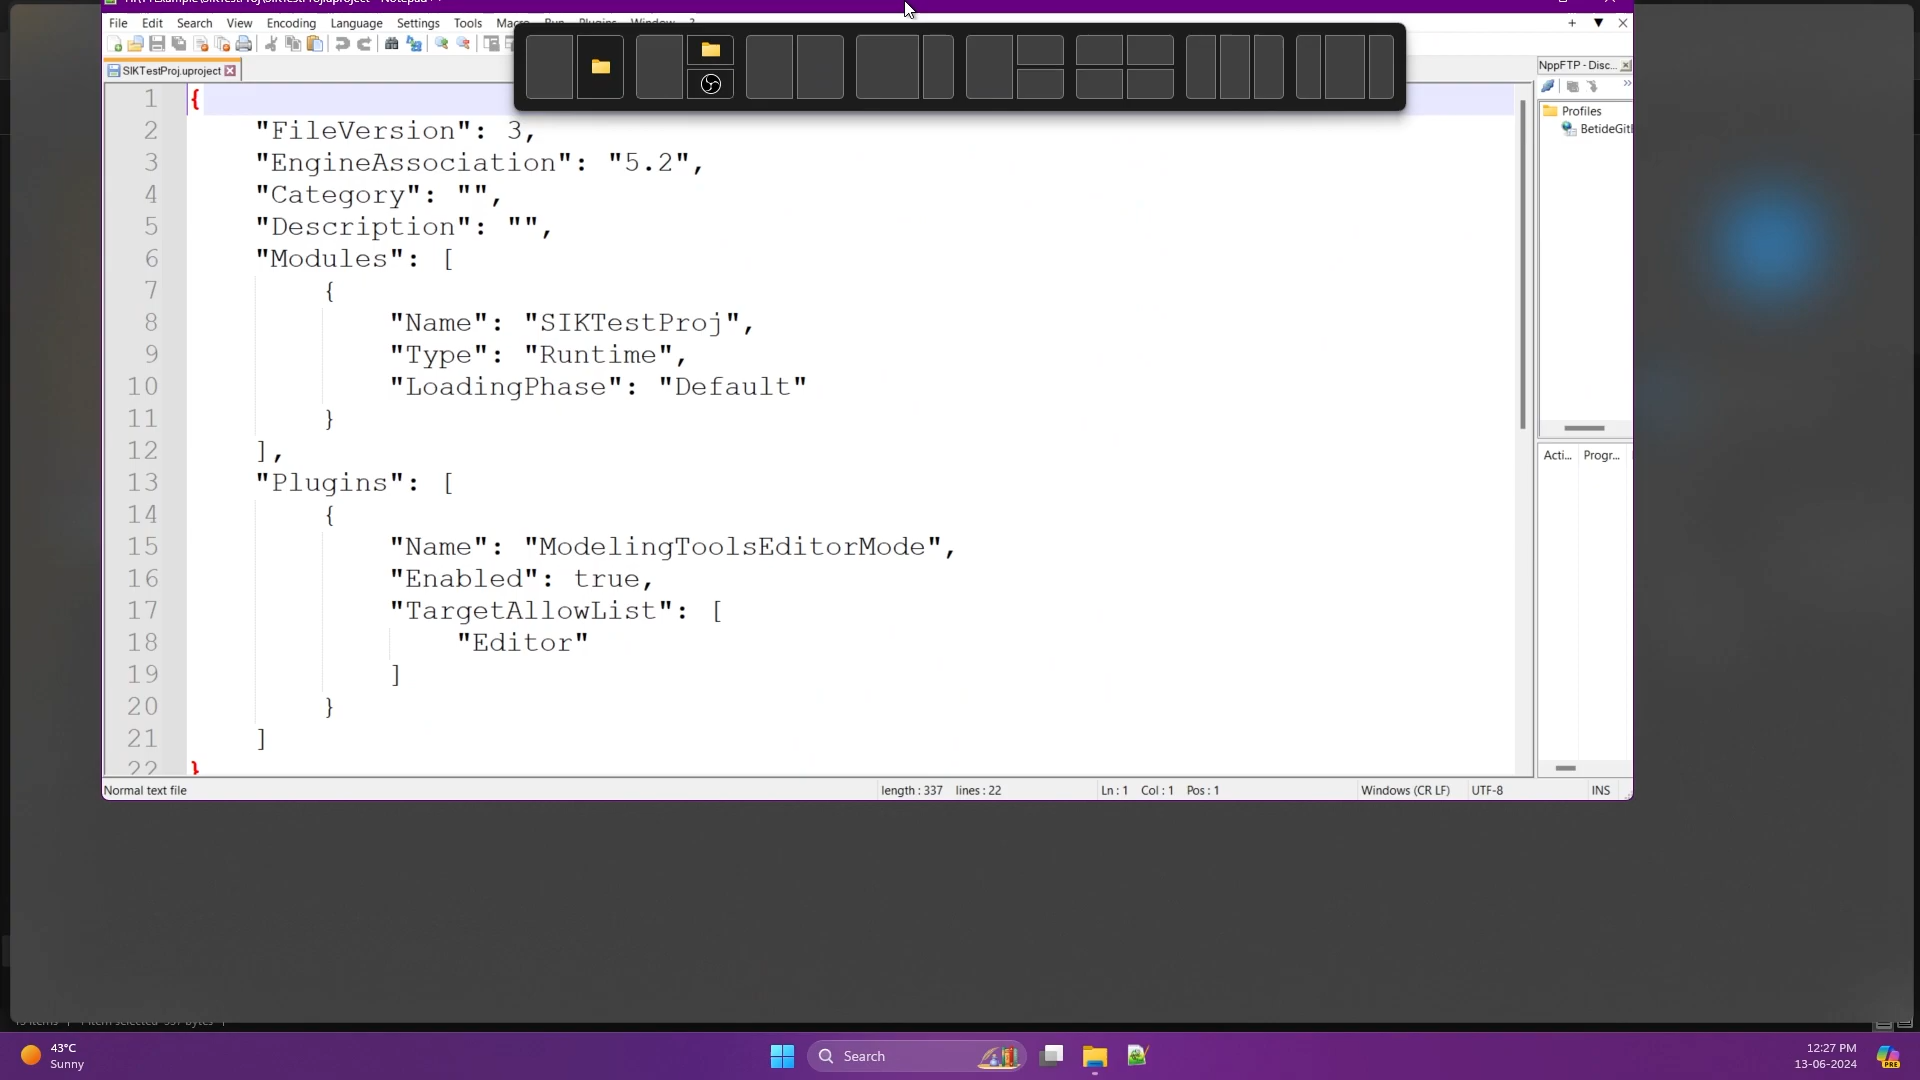 File Edit Search View Encoding Language Settings Tools
SIKTestProj.uproject
NppFTP - Disc...
Profiles
1 {
2 "FileVersion": 3,
3 "EngineAssociation": "5.2",
4 "Category": "",
5 "Description": "",
6 "Modules": [
7 {
8 "Name": "SIKTestProj",
9 "Type": "Runtime",
10 "LoadingPhase": "Default"
11 }
12 ],
13 "Plugins": [
14 {
15 "Name": "ModelingToolsEditorMode",
16 "Enabled": true,
17 "TargetAllowList": [
18 "Editor"
19 ]
20 }
21 ]
22 }
Acti... Progr...
Normal text file length : 337 lines : 22 Ln : 1 Col : 1 Pos : 1 Windows (CR LF) UTF-8 INS
43°C
Sunny
Search
12:27 PM
13-06-2024